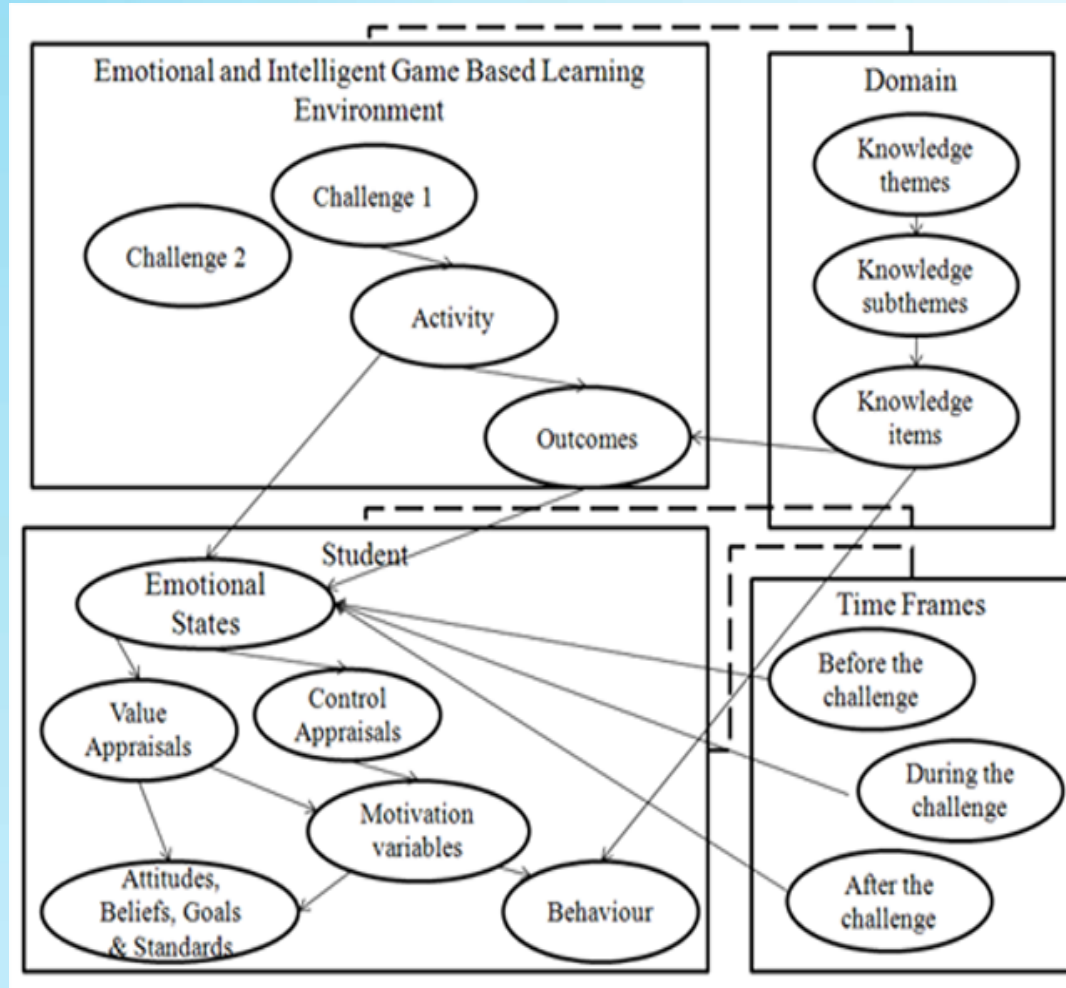 Emotional and Intelligent Game Based Learning
Environment
Challenge 1
Challenge 2
Activity
Outcomes
Domain
Knowledge
themes
Knowledge
subthemes
Knowledge
items
Student
Emotional
States
Value
Appraisals
Control
Appraisals
Motivation
variables
Attitudes,
Beliefs, Goals
& Standards
Behaviour
Time Frames
Before the
challenge
During the
challenge
After the
challenge